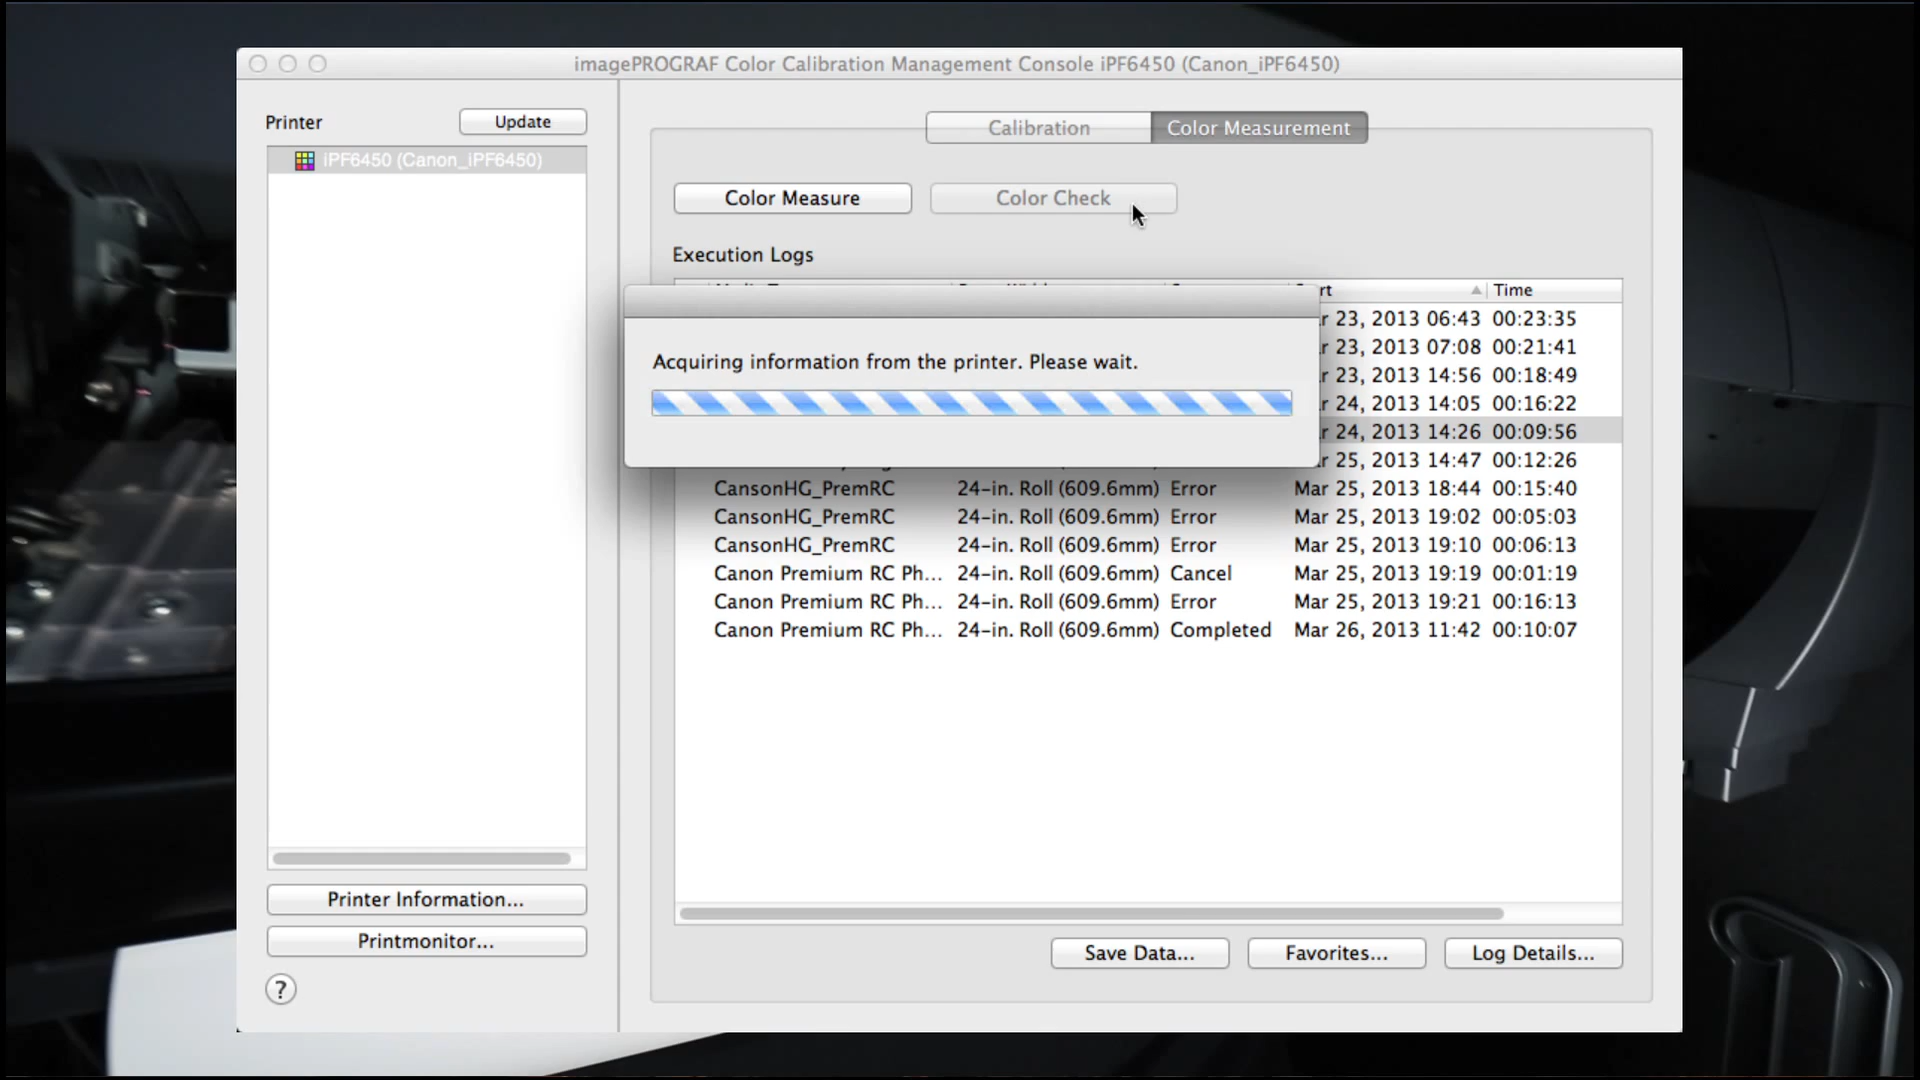 imagePROGRAF Color Calibration Management Console iPF6450 (Canon_iPF6450)
Printer
Update
iPF6450 (Canon_iPF6450)
Printer Information...
Printmonitor...
?
Calibration
Color Measurement
Color Measure
Color Check
Execution Logs
Time
Acquiring information from the printer. Please wait.
23, 2013 06:43 00:23:35
23, 2013 07:08 00:21:41
23, 2013 14:56 00:18:49
24, 2013 14:05 00:16:22
24, 2013 14:26 00:09:56
25, 2013 14:47 00:12:26
CansonHG_PremRC 24-in. Roll (609.6mm) Error Mar 25, 2013 18:44 00:15:40
CansonHG_PremRC 24-in. Roll (609.6mm) Error Mar 25, 2013 19:02 00:05:03
CansonHG_PremRC 24-in. Roll (609.6mm) Error Mar 25, 2013 19:10 00:06:13
Canon Premium RC Ph... 24-in. Roll (609.6mm) Cancel Mar 25, 2013 19:19 00:01:19
Canon Premium RC Ph... 24-in. Roll (609.6mm) Error Mar 25, 2013 19:21 00:16:13
Canon Premium RC Ph... 24-in. Roll (609.6mm) Completed Mar 26, 2013 11:42 00:10:07
Save Data...
Favorites...
Log Details...